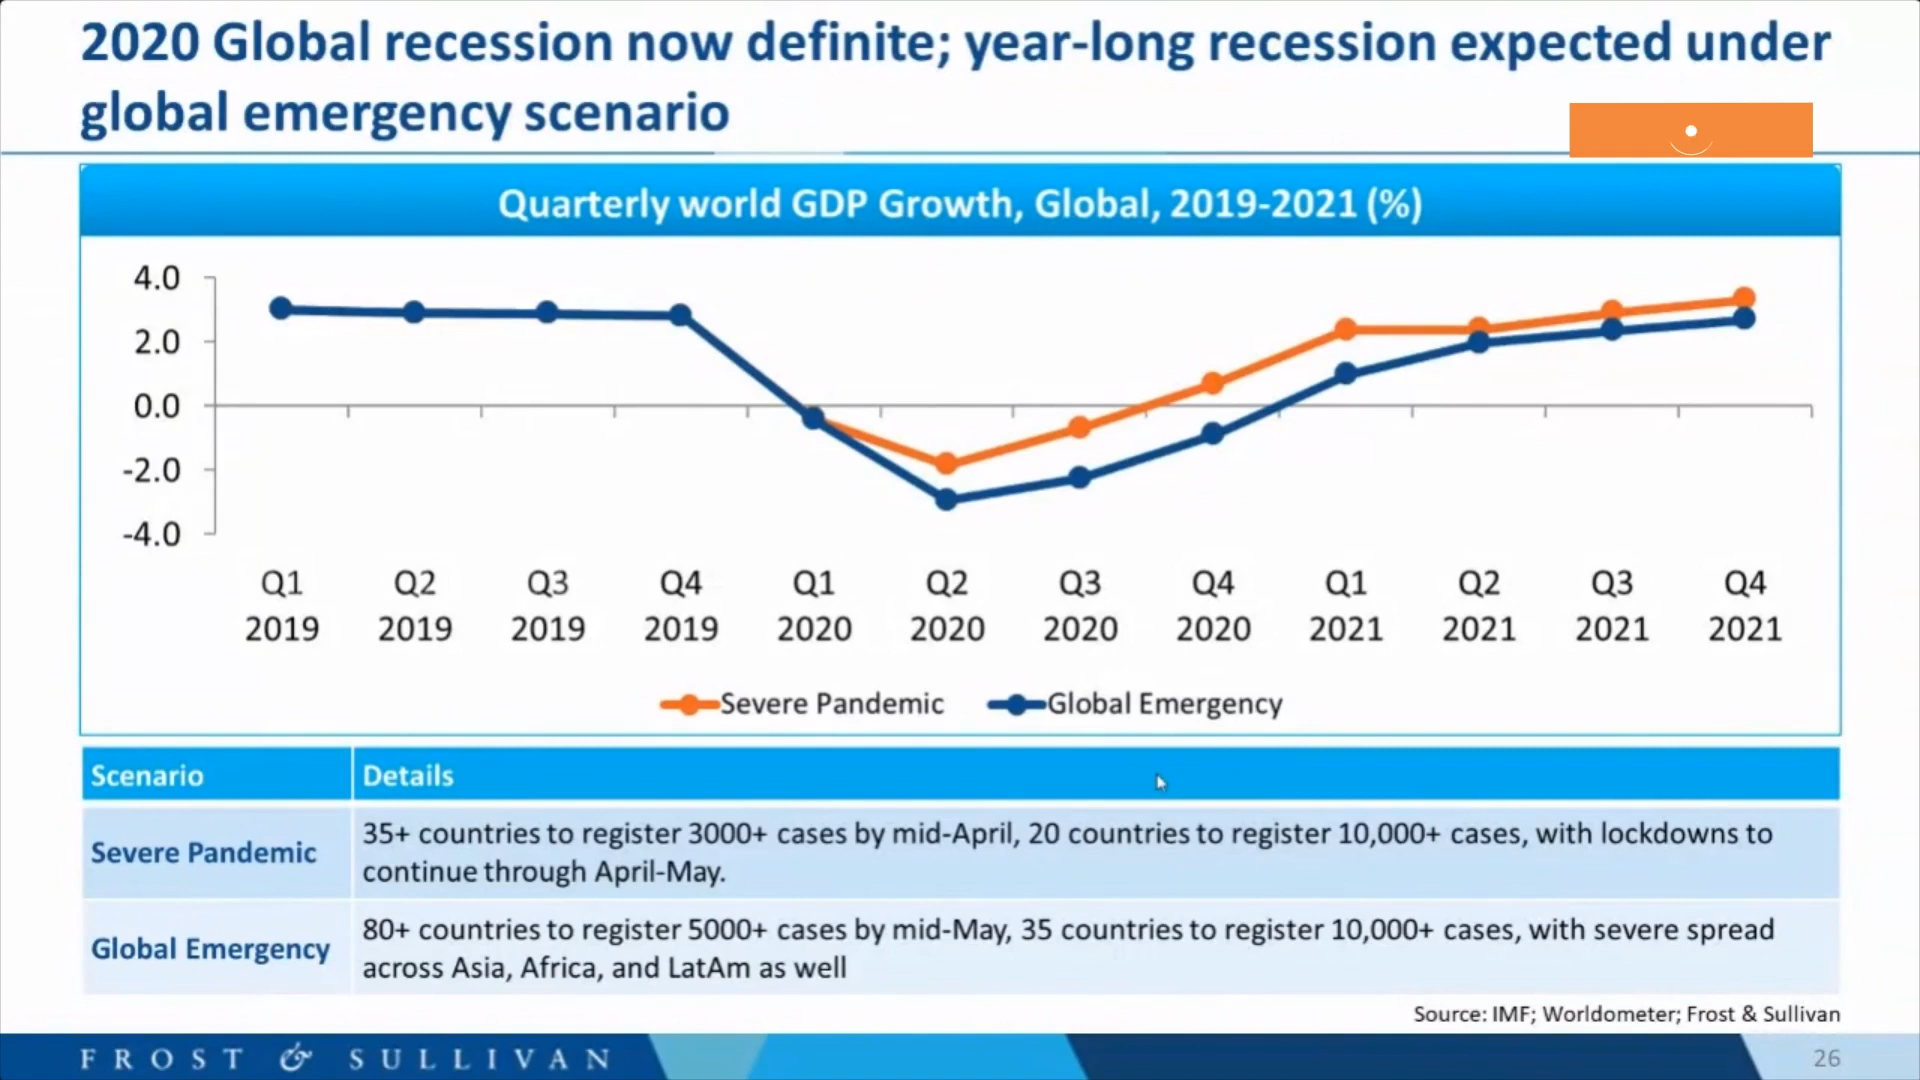 2020 Global recession now definite; year-long recession expected under
global emergency scenario
Quarterly world GDP Growth, Global, 2019-2021 (%)
4.0
2.0
0.0
-2.0
-4.0
Q1 Q2 Q3 Q4 Q1 Q2 Q3 Q4 Q1 Q2 Q3 Q4
2019 2019 2019 2019 2020 2020 2020 2020 2021 2021 2021 2021
Severe Pandemic Global Emergency
Scenario Details
Severe Pandemic
35+ countries to register 3000+ cases by mid-April, 20 countries to register 10,000+ cases, with lockdowns to
continue through April-May.
Global Emergency
80+ countries to register 5000+ cases by mid-May, 35 countries to register 10,000+ cases, with severe spread
across Asia, Africa, and LatAm as well
Source: IMF; Worldometer; Frost & Sullivan
FROST & SULLIVAN
26